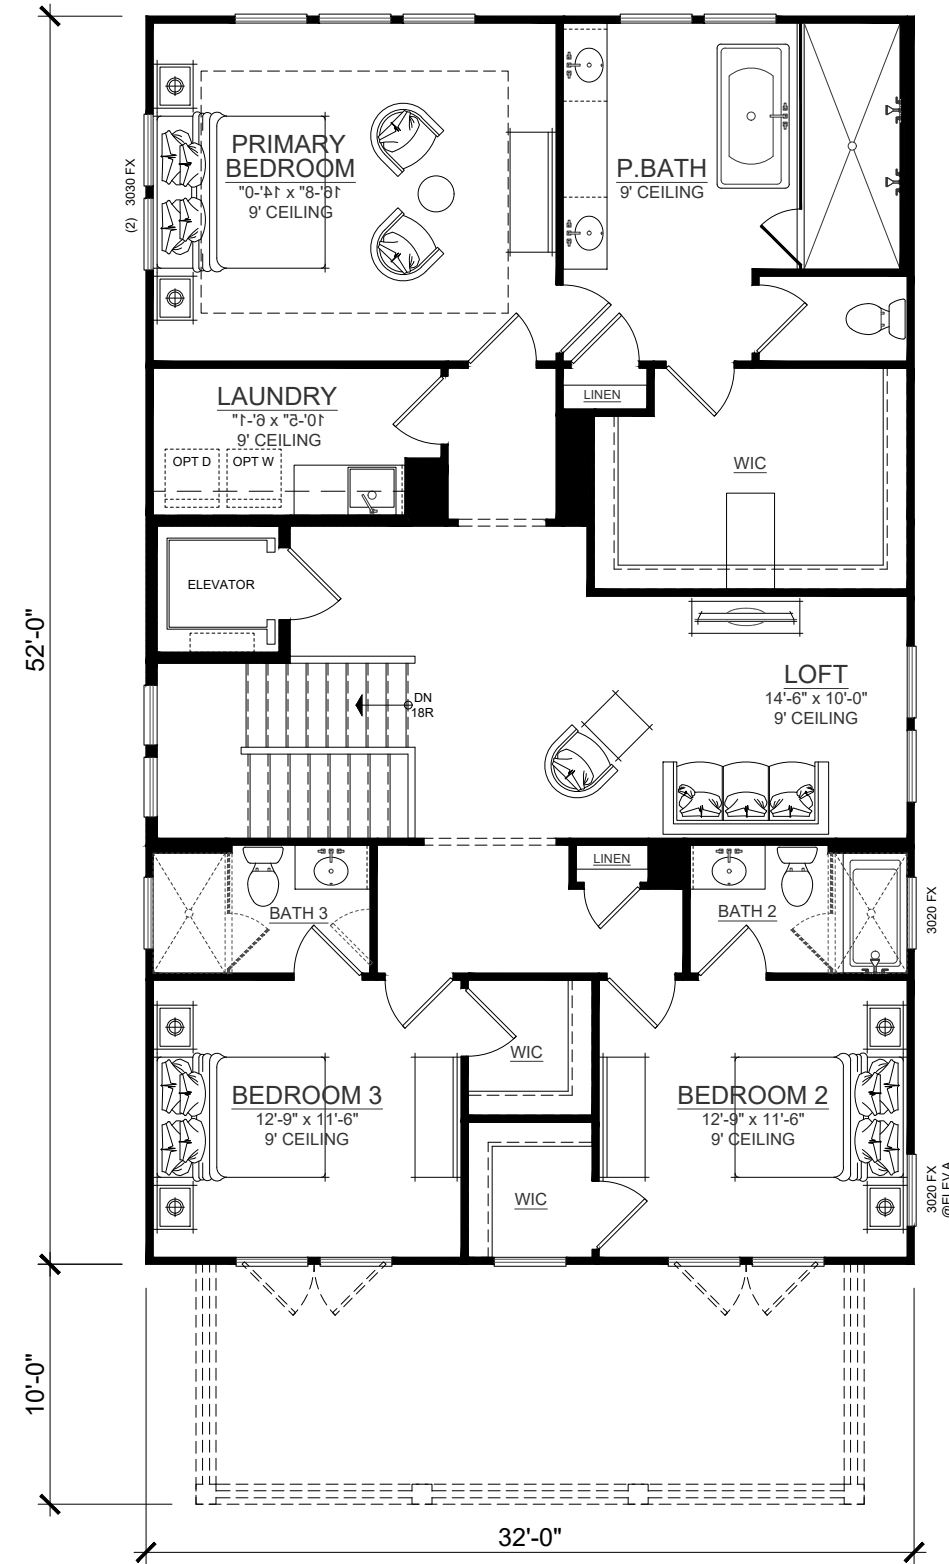 PRIMARY
BEDROOM
16'-8" x 14'-0"
9' CEILING
(2) 3030 FX
P.BATH
9' CEILING
LAUNDRY
10'-5" x 6'-1"
9' CEILING
OPT D
OPT W
LINEN
WIC
ELEVATOR
52'-0"
DN
18R
LOFT
14'-6" x 10'-0"
9' CEILING
LINEN
BATH 3
BATH 2
3020 FX
WIC
BEDROOM 3
12'-9" x 11'-6"
9' CEILING
BEDROOM 2
12'-9" x 11'-6"
9' CEILING
WIC
3020 FX
@ELEV.A
10'-0"
32'-0"